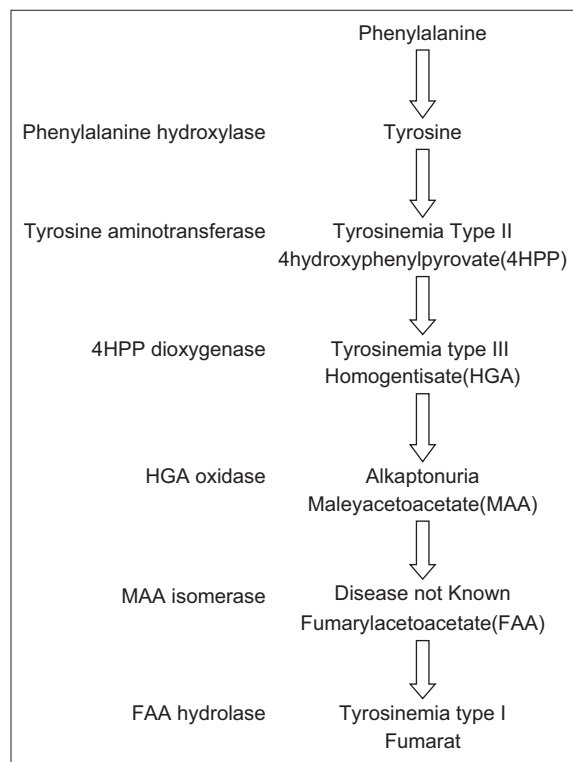 Phenylalanine
Phenylalanine hydroxylase Tyrosine
Tyrosine aminotransferase Tyrosinemia Type II
4hydroxyphenylpyrovate(4HPP)
4HPP dioxygenase Tyrosinemia type III
Homogentisate(HGA)
HGA oxidase Alkaptonuria
Maleyacetoacetate(MAA)
MAA isomerase Disease not Known
Fumarylacetoacetate(FAA)
FAA hydrolase Tyrosinemia type I
Fumarat